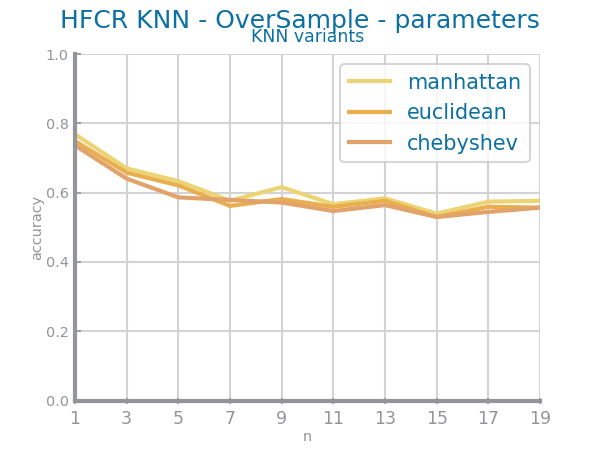 HFCR KNN - OverSample - parameters
KNN variants
1.0
0.8
0.6
0.4
0.2
0.0
accuracy
manhattan
euclidean
chebyshev
1 3 5 7 9 11 13 15 17 19
n